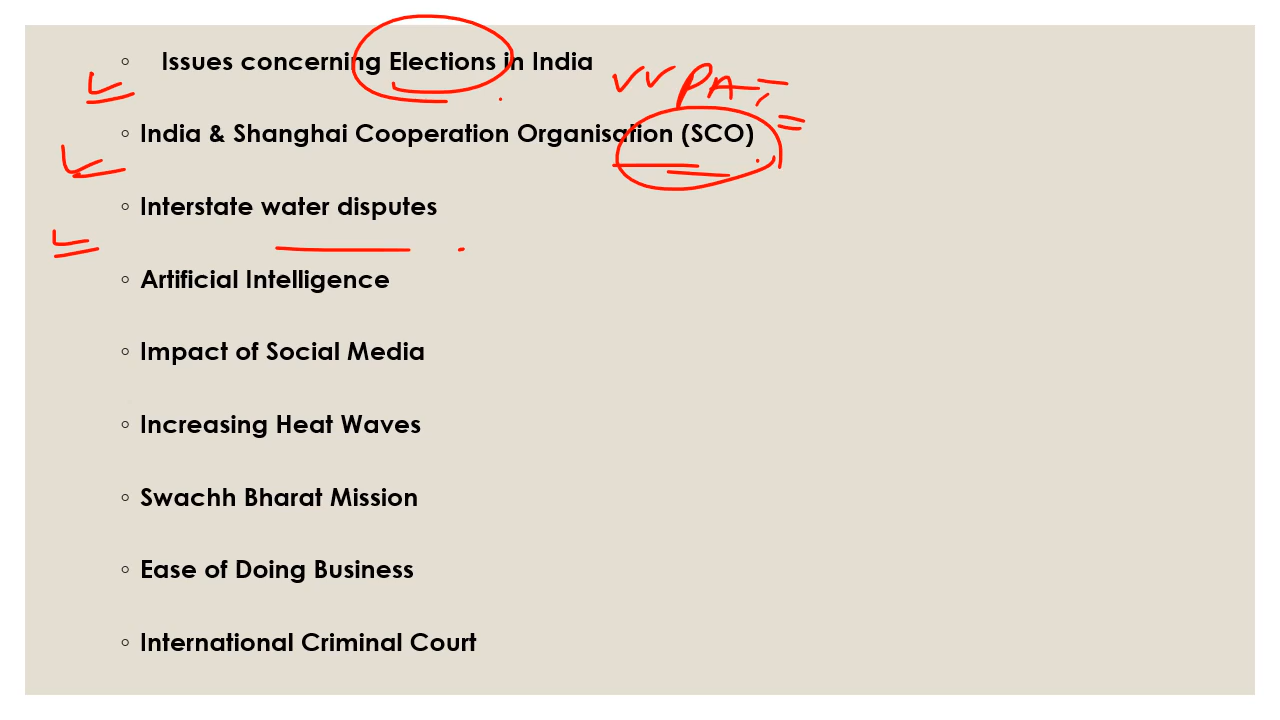 ◦ Issues concerning Elections in India
VVPAT
◦ India & Shanghai Cooperation Organisation (SCO)
◦ Interstate water disputes
◦ Artificial Intelligence
◦ Impact of Social Media
◦ Increasing Heat Waves
◦ Swachh Bharat Mission
◦ Ease of Doing Business
◦ International Criminal Court